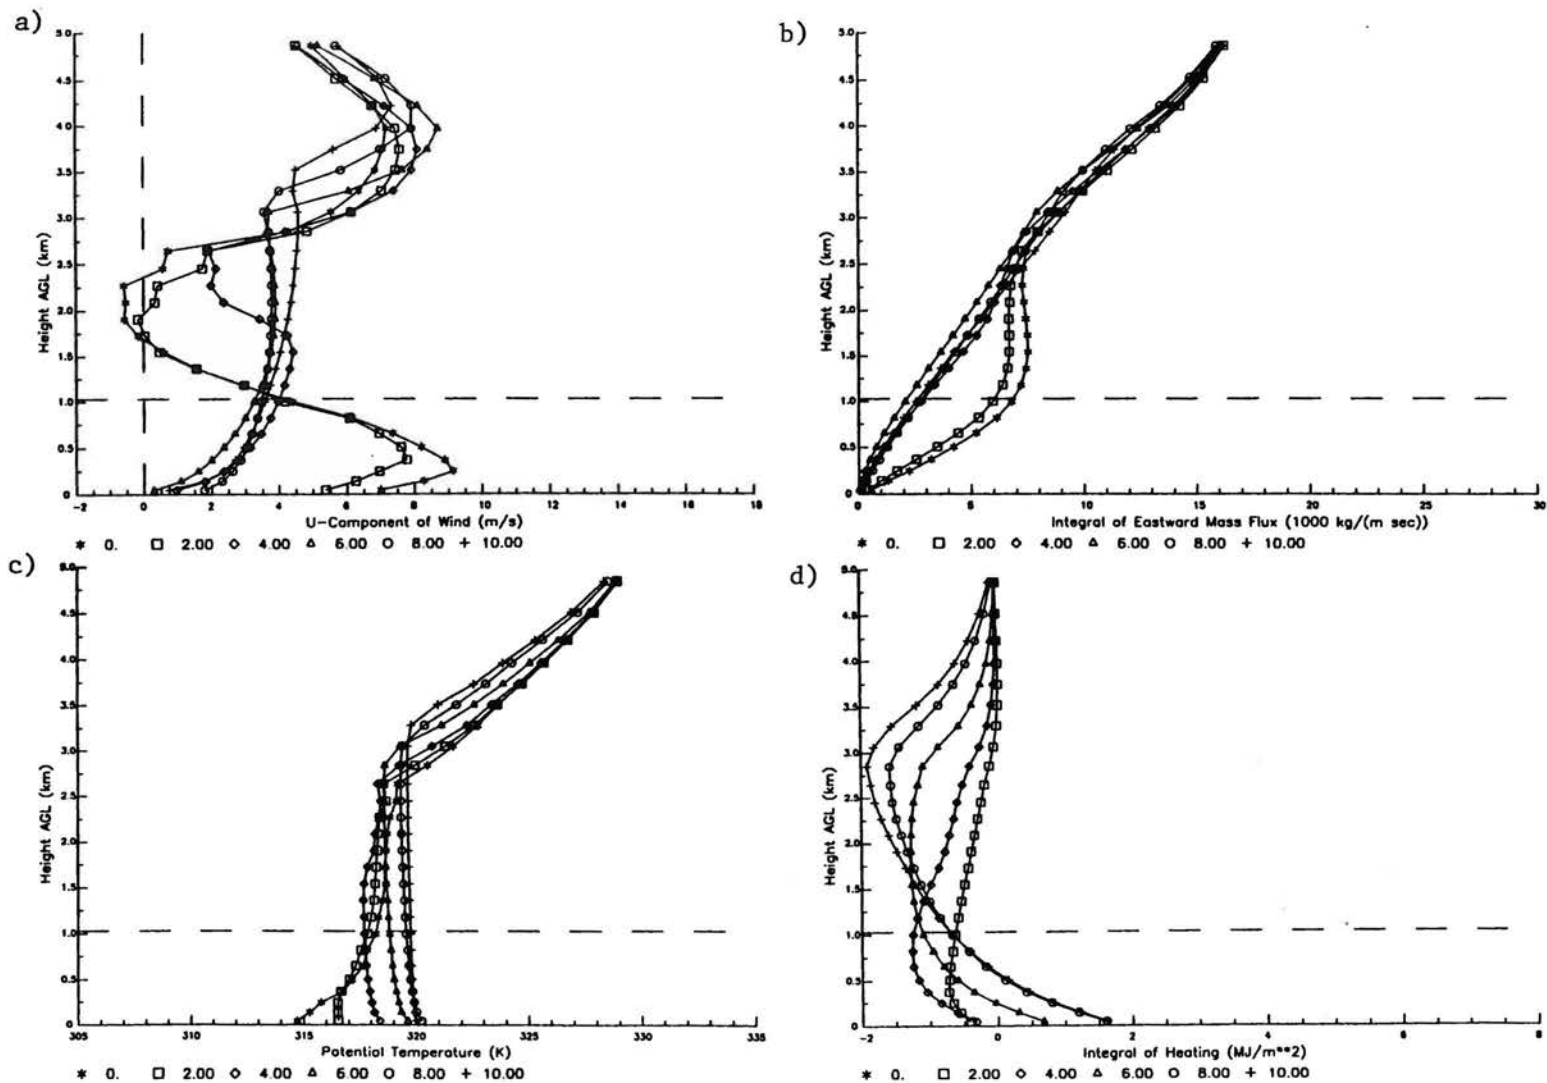 a)
5.0
4.5
4.0
3.5
3.0
2.5
2.0
1.5
1.0
0.5
0
Height AGL (km)
-2 0 2 4 6 8 10 12 14 16 18
U-Component of Wind (m/s)
* 0. □ 2.00 ◇ 4.00 △ 6.00 ○ 8.00 + 10.00
b)
5.0
4.5
4.0
3.5
3.0
2.5
2.0
1.5
1.0
0.5
0
Height AGL (km)
0 5 10 15 20 25 30
Integral of Eastward Mass Flux (1000 kg/(m sec))
* 0. □ 2.00 ◇ 4.00 △ 6.00 ○ 8.00 + 10.00
c)
5.0
4.5
4.0
3.5
3.0
2.5
2.0
1.5
1.0
0.5
0
Height AGL (km)
305 310 315 320 325 330 335
Potential Temperature (K)
* 0. □ 2.00 ◇ 4.00 △ 6.00 ○ 8.00 + 10.00
d)
5.0
4.5
4.0
3.5
3.0
2.5
2.0
1.5
1.0
0.5
0
Height AGL (km)
-2 0 2 4 6 8
Integral of Heating (MJ/m**2)
* 0. □ 2.00 ◇ 4.00 △ 6.00 ○ 8.00 + 10.00